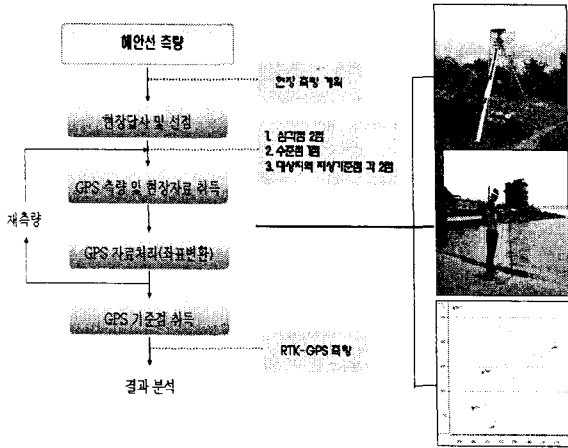 해안선 측량
현장 측량 계획
현장답사 및 선점
1. 삼각점 2점
2. 수준점 1점
3. 대상지역 지상기준점 각 2점
GPS 측량 및 현장자료 취득
재측량
GPS 자료처리(좌표변환)
GPS 기준점 취득
RTK-GPS 측량
결과 분석